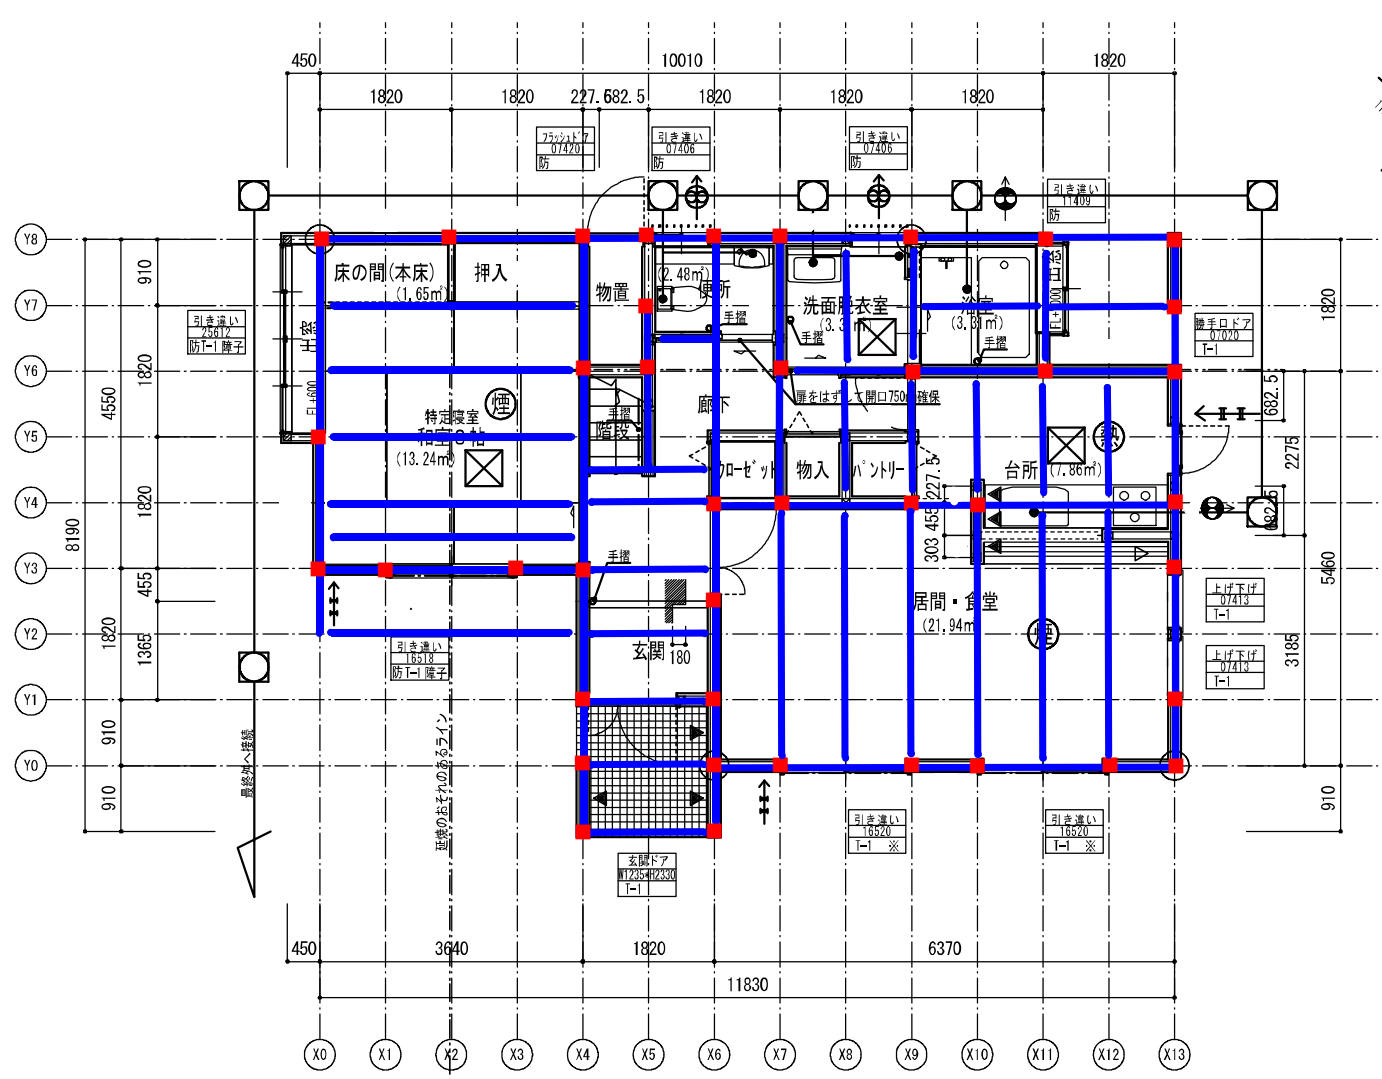 450
10010
1820
1820
1820
227.5
682.5
1820
1820
1820
フラッシュドア
07420
防
引き違い
07406
防
引き違い
07406
防
引き違い
11409
防
Y8
Y7
Y6
Y5
Y4
Y3
Y2
Y1
Y0
910
1820
1820
455
1820
1365
910
910
4550
8190
引き違い
25612
防T-1 障子
床の間(本床)
(1.65㎡)
押入
物置
(2.48㎡)
便所
手摺
洗面脱衣室
手摺
浴室
(3.31㎡)
手摺
出窓
出窓
FL+600
勝手口ドア
07020
T-1
1820
682.5
2275
682.5
5460
3185
910
煙
特定寝室
(13.24㎡)
手摺
階段
廊下
扉をはずして開口750㎜確保
クローゼット
物入
パントリー
227.5
455
303
台所
(7.86㎡)
熱
手摺
居間・食堂
(21.94㎡)
煙
玄関
180
引き違い
16518
防T-1 障子
上げ下げ
07413
T-1
上げ下げ
07413
T-1
最終桝へ接続
延焼のおそれのあるライン
引き違い
16520
T-1 ※
引き違い
16520
T-1 ※
玄関ドア
W1235*H2330
T-1
450
3640
1820
6370
11830
X0
X1
X2
X3
X4
X5
X6
X7
X8
X9
X10
X11
X12
X13